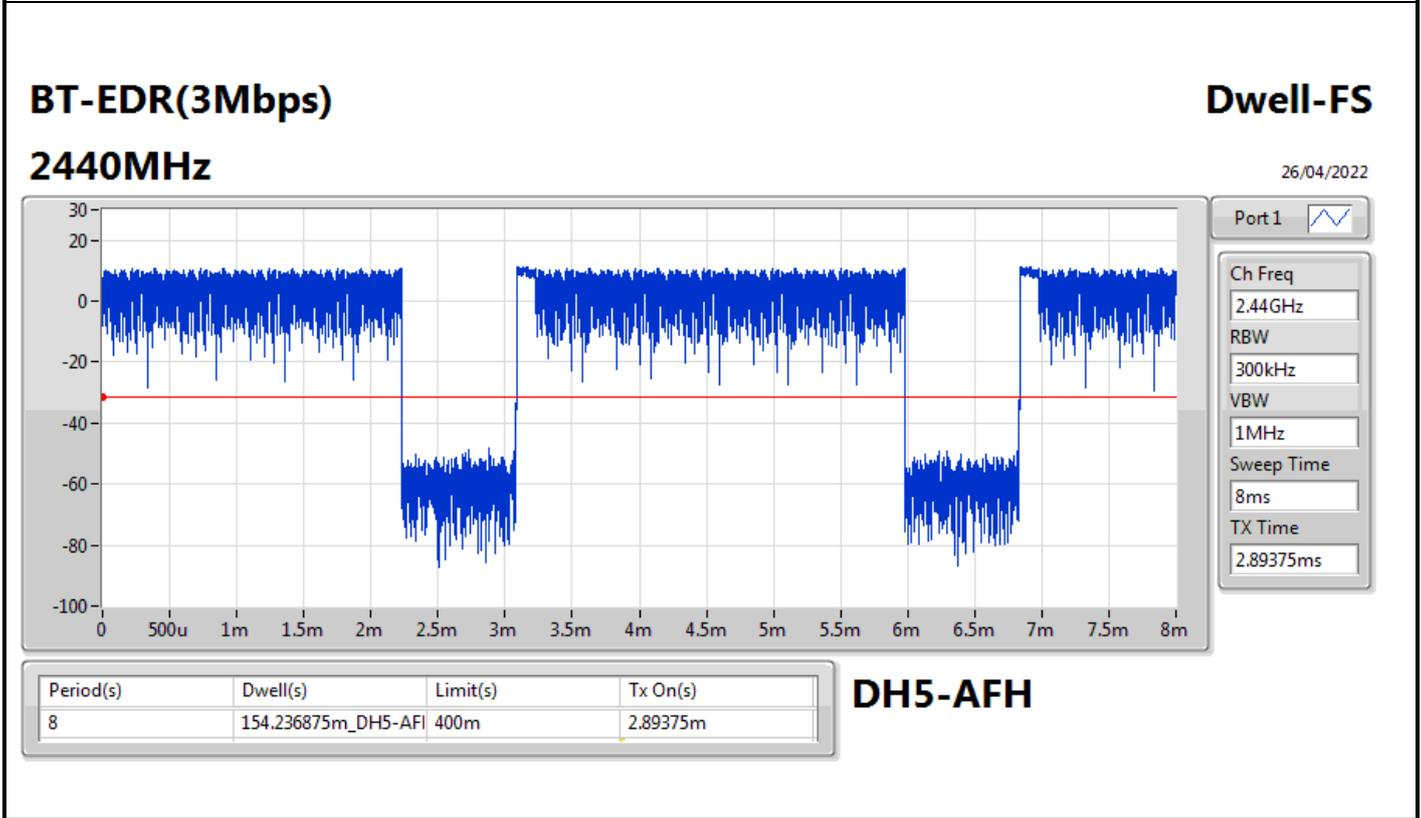 BT-EDR(3Mbps) Dwell-FS
2440MHz 26/04/2022
Port 1
30
20
0
-20
-40
-60
-80
-100
0 500u 1m 1.5m 2m 2.5m 3m 3.5m 4m 4.5m 5m 5.5m 6m 6.5m 7m 7.5m 8m
Ch Freq
2.44GHz
RBW
300kHz
VBW
1MHz
Sweep Time
8ms
TX Time
2.89375ms
Period(s) Dwell(s) Limit(s) Tx On(s)
8 154.236875m_DH5-AF 400m 2.89375m
DH5-AFH